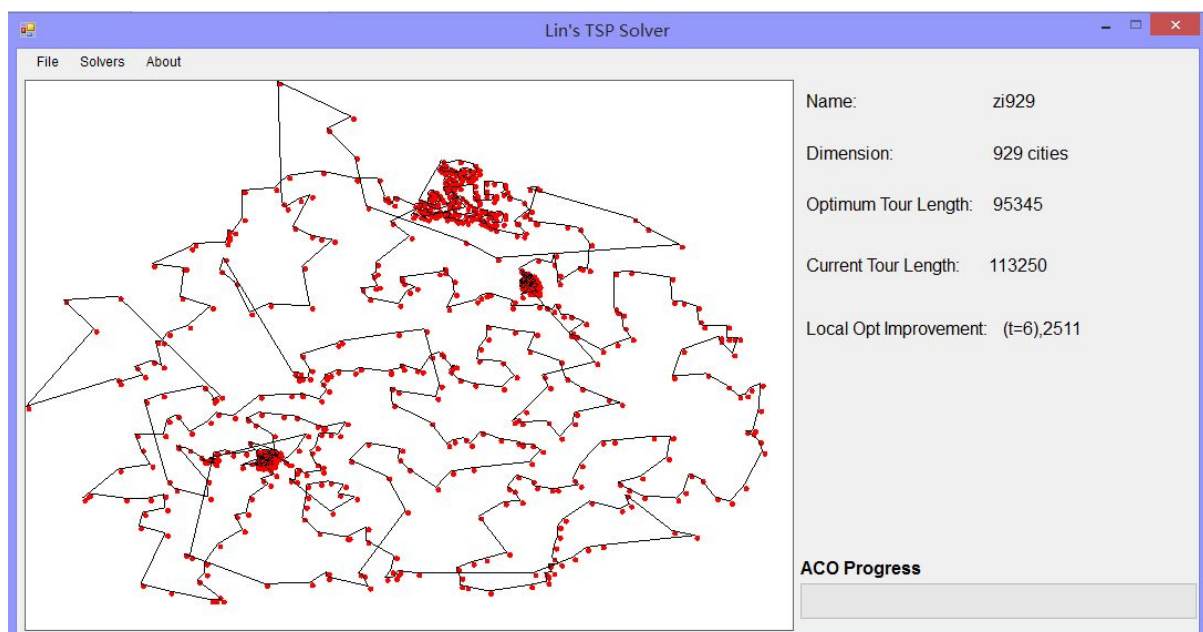 Lin's TSP Solver
File Solvers About
Name: zi929
Dimension: 929 cities
Optimum Tour Length: 95345
Current Tour Length: 113250
Local Opt Improvement: (t=6),2511
ACO Progress